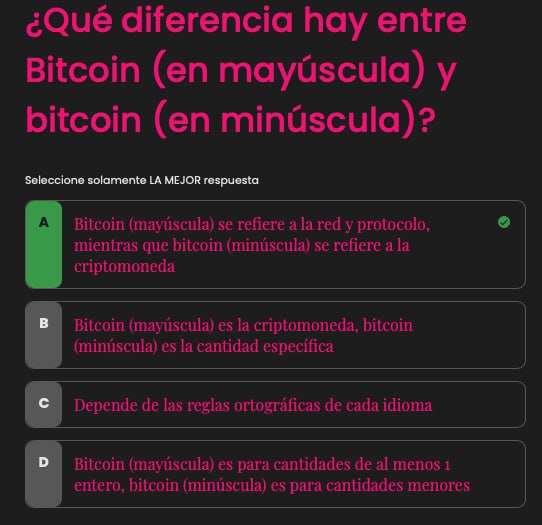 ¿Qué diferencia hay entre
Bitcoin (en mayúscula) y
bitcoin (en minúscula)?
Seleccione solamente LA MEJOR respuesta
A
Bitcoin (mayúscula) se refiere a la red y protocolo,
mientras que bitcoin (minúscula) se refiere a la
criptomoneda
B
Bitcoin (mayúscula) es la criptomoneda, bitcoin
(minúscula) es la cantidad específica
C
Depende de las reglas ortográficas de cada idioma
D
Bitcoin (mayúscula) es para cantidades de al menos 1
entero, bitcoin (minúscula) es para cantidades menores